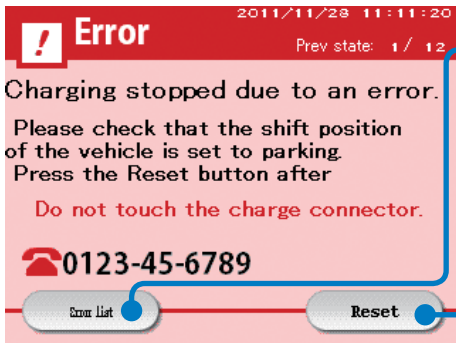 2011/11/28 11:11:20
! Error
Prev state: 1/ 12
Charging stopped due to an error.
Please check that the shift position
of the vehicle is set to parking.
Press the Reset button after
Do not touch the charge connector.
0123-45-6789
Error List
Reset